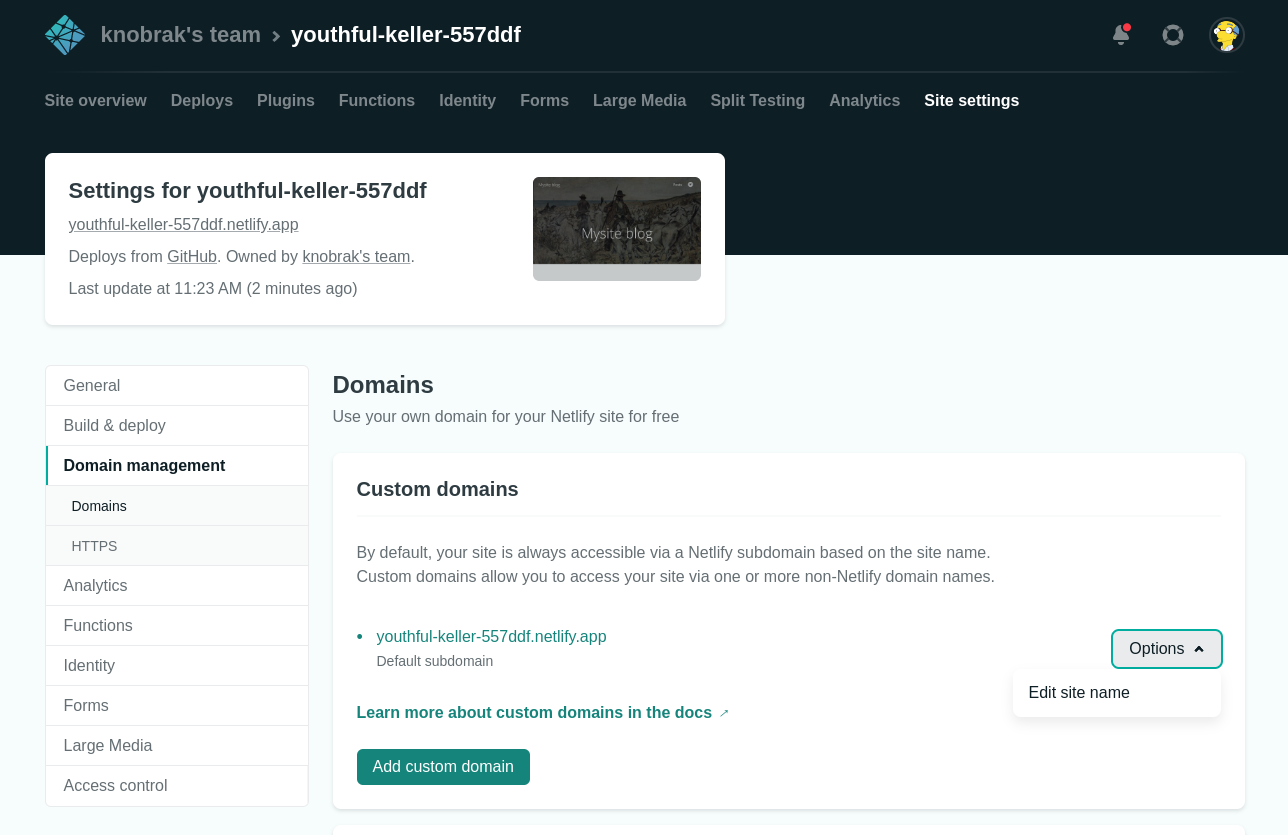 knobrak's team
youthful-keller-557ddf
Site overview Deploys Plugins Functions Identity Forms Large Media Split Testing Analytics Site settings
Settings for youthful-keller-557ddf
youthful-keller-557ddf.netlify.app
Deploys from GitHub. Owned by knobrak's team.
Last update at 11:23 AM (2 minutes ago)
Mysite blog
Mysite blog
General
Build & deploy
Domain management
Domains
HTTPS
Analytics
Functions
Identity
Forms
Large Media
Access control
Domains
Use your own domain for your Netlify site for free
Custom domains
By default, your site is always accessible via a Netlify subdomain based on the site name.
Custom domains allow you to access your site via one or more non-Netlify domain names.
• youthful-keller-557ddf.netlify.app
Default subdomain
Options
Edit site name
Learn more about custom domains in the docs ↗
Add custom domain